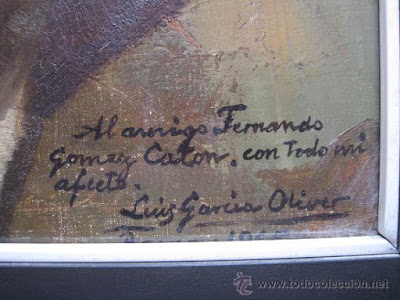 Al amigo Fernando
Gomez Calon. con Todo mi
afecto.
Luis Garcia Oliver
© www.todocoleccion.net